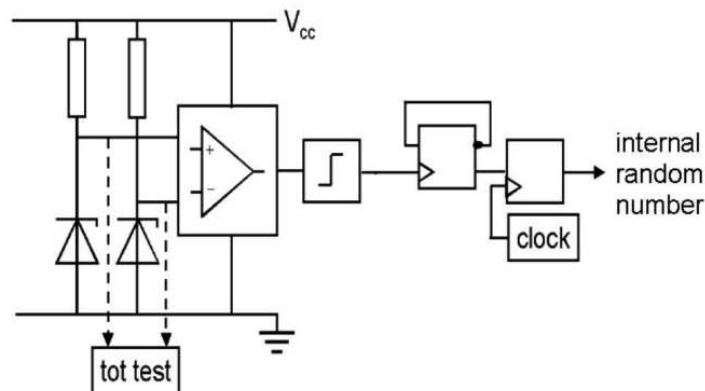 Vcc
+
−
internal
random
number
clock
tot test